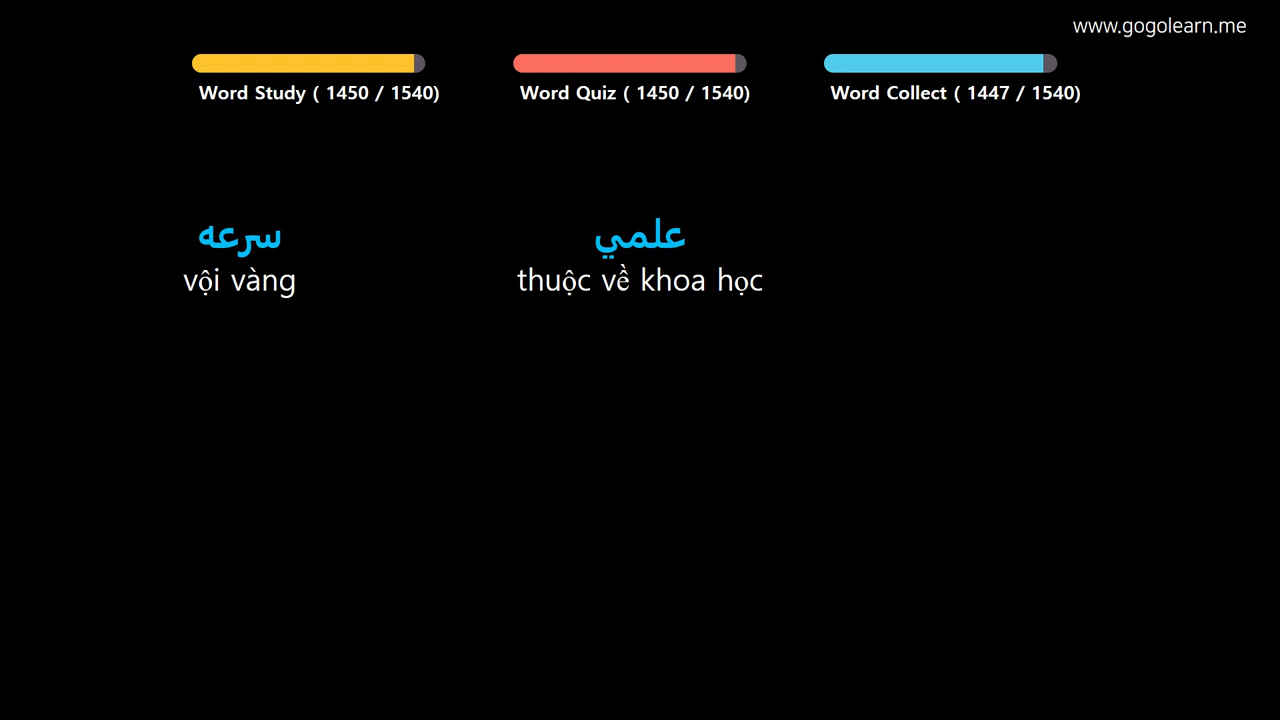 www.gogolearn.me
Word Study ( 1450 / 1540)
Word Quiz ( 1450 / 1540)
Word Collect ( 1447 / 1540)
سرعه
vội vàng
علمي
thuộc về khoa học